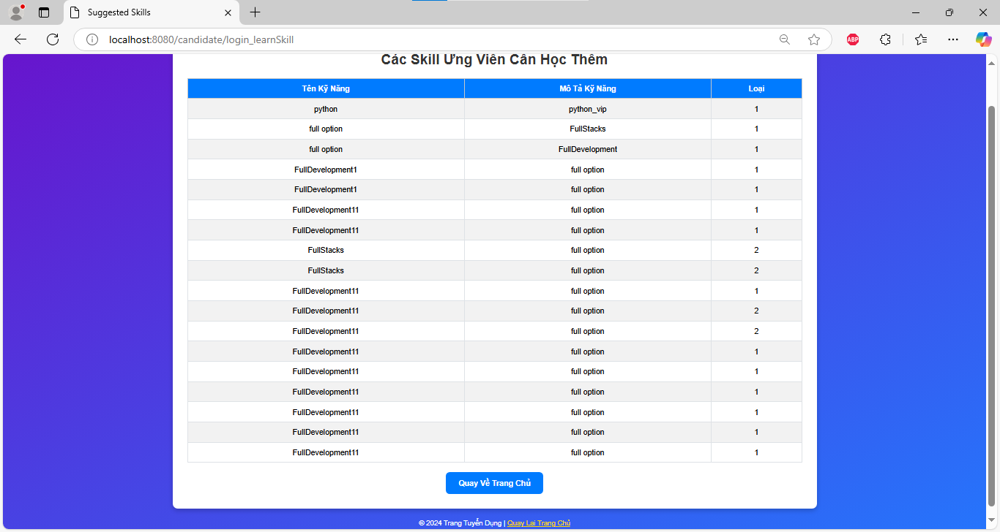 Suggested Skills
localhost:8080/candidate/login_learnSkill
ABP
Các Skill Ứng Viên Cần Học Thêm
Tên Kỹ Năng Mô Tả Kỹ Năng Loại
python python_vip 1
full option FullStacks 1
full option FullDevelopment 1
FullDevelopment1 full option 1
FullDevelopment1 full option 1
FullDevelopment11 full option 1
FullDevelopment11 full option 1
FullStacks full option 2
FullStacks full option 2
FullDevelopment11 full option 1
FullDevelopment11 full option 2
FullDevelopment11 full option 2
FullDevelopment11 full option 1
FullDevelopment11 full option 1
FullDevelopment11 full option 1
FullDevelopment11 full option 1
FullDevelopment11 full option 1
FullDevelopment11 full option 1
Quay Về Trang Chủ
© 2024 Trang Tuyển Dụng | Quay Lại Trang Chủ